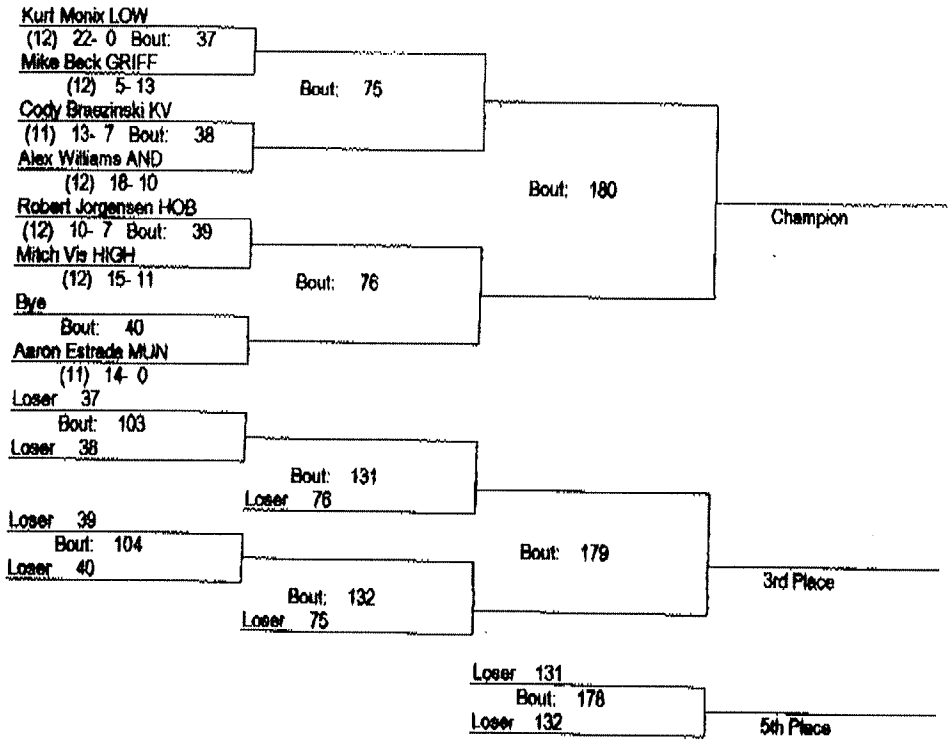 Kurt Monix LOW
(12) 22- 0 Bout: 37
Mike Beck GRIFF
(12) 5- 13
Bout: 75
Cody Braezinski KV
(11) 13- 7 Bout: 38
Alex Williams AND
(12) 18- 10
Bout: 180
Champion
Robert Jorgensen HOB
(12) 10- 7 Bout: 39
Mitch Vis HIGH
(12) 15- 11
Bout: 76
Bye
Bout: 40
Aaron Estrada MUN
(11) 14- 0
Loser 37
Bout: 103
Loser 38
Bout: 131
Loser 76
Loser 39
Bout: 104
Loser 40
Bout: 179
3rd Place
Bout: 132
Loser 75
Loser 131
Bout: 178
Loser 132
5th Place